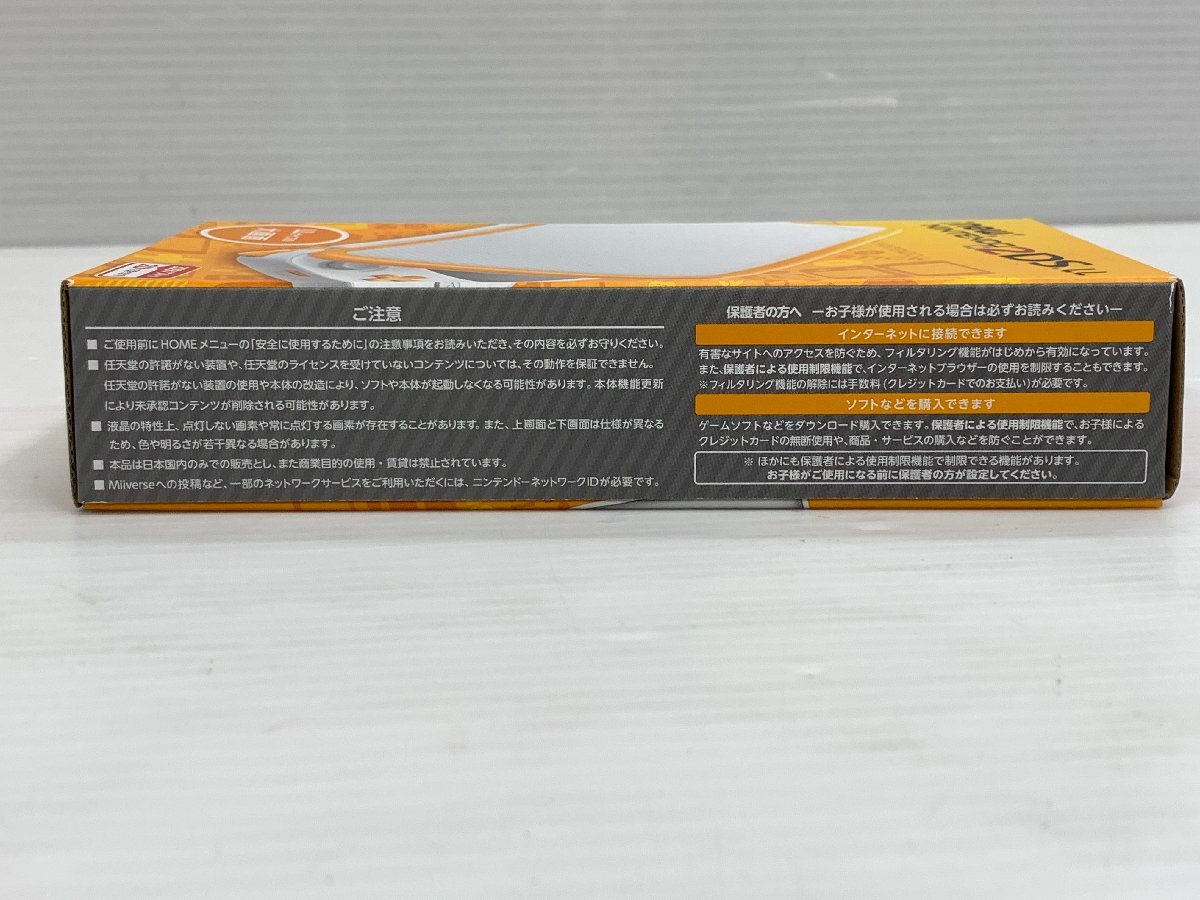 New
NINTENDO2DSLL
ご注意
■ ご使用前にHOMEメニューの「安全に使用するために」の注意事項をお読みいただき、その内容を必ずお守りください。
■ 任天堂の許諾がない装置や、任天堂のライセンスを受けていないコンテンツについては、その動作を保証できません。
任天堂の許諾がない装置の使用や本体の改造により、ソフトや本体が起動しなくなる可能性があります。本体機能更新
により未承認コンテンツが削除される可能性があります。
■ 液晶の特性上、点灯しない画素や常に点灯する画素が存在することがあります。また、上画面と下画面は仕様が異なる
ため、色や明るさが若干異なる場合があります。
■ 本品は日本国内のみでの販売とし、また商業目的の使用・賃貸は禁止されています。
■ Miiverseへの投稿など、一部のネットワークサービスをご利用いただくには、ニンテンドーネットワークIDが必要です。
保護者の方へ ーお子様が使用される場合は必ずお読みくださいー
インターネットに接続できます
有害なサイトへのアクセスを防ぐため、フィルタリング機能がはじめから有効になっています。
また、保護者による使用制限機能で、インターネットブラウザーの使用を制限することもできます。
※フィルタリング機能の解除には手数料(クレジットカードでのお支払い)が必要です。
ソフトなどを購入できます
ゲームソフトなどをダウンロード購入できます。保護者による使用制限機能で、お子様による
クレジットカードの無断使用や、商品・サービスの購入などを防ぐことができます。
※ ほかにも保護者による使用制限機能で制限できる機能があります。
お子様がご使用になる前に保護者の方が設定してください。